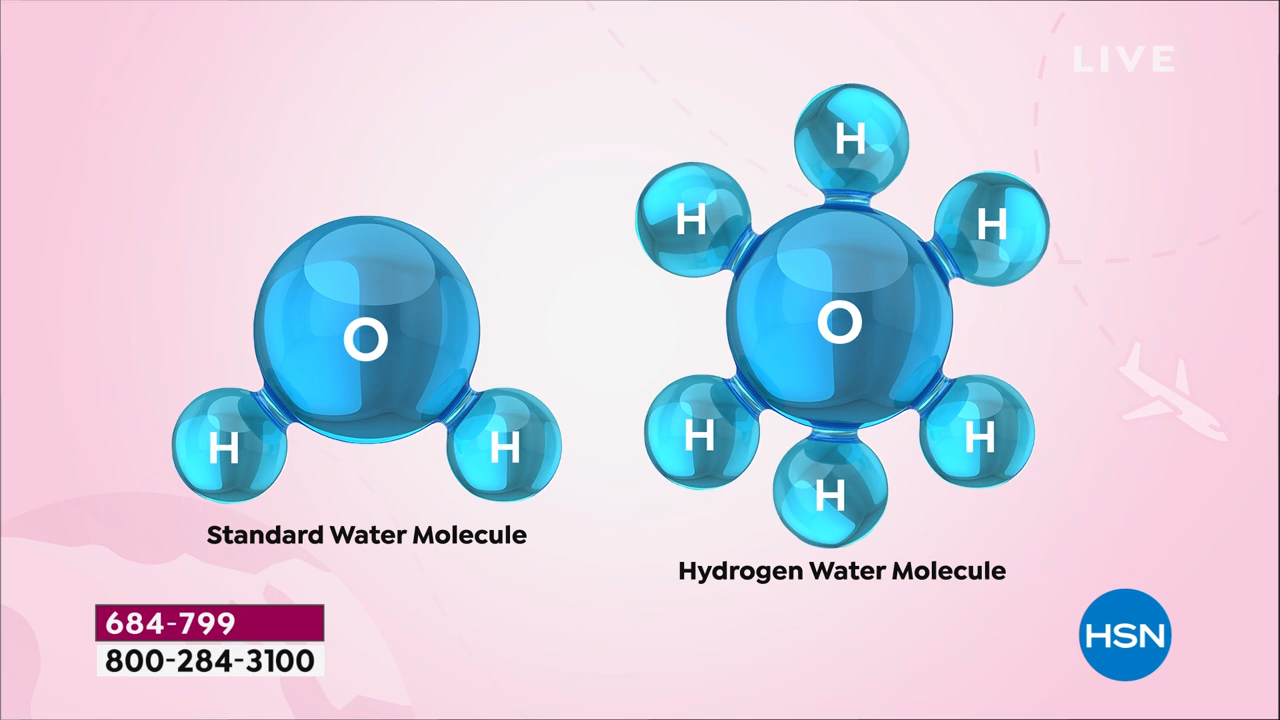 LIVE
O
H
H
Standard Water Molecule
H
H
H
O
H
H
H
Hydrogen Water Molecule
684-799
800-284-3100
HSN